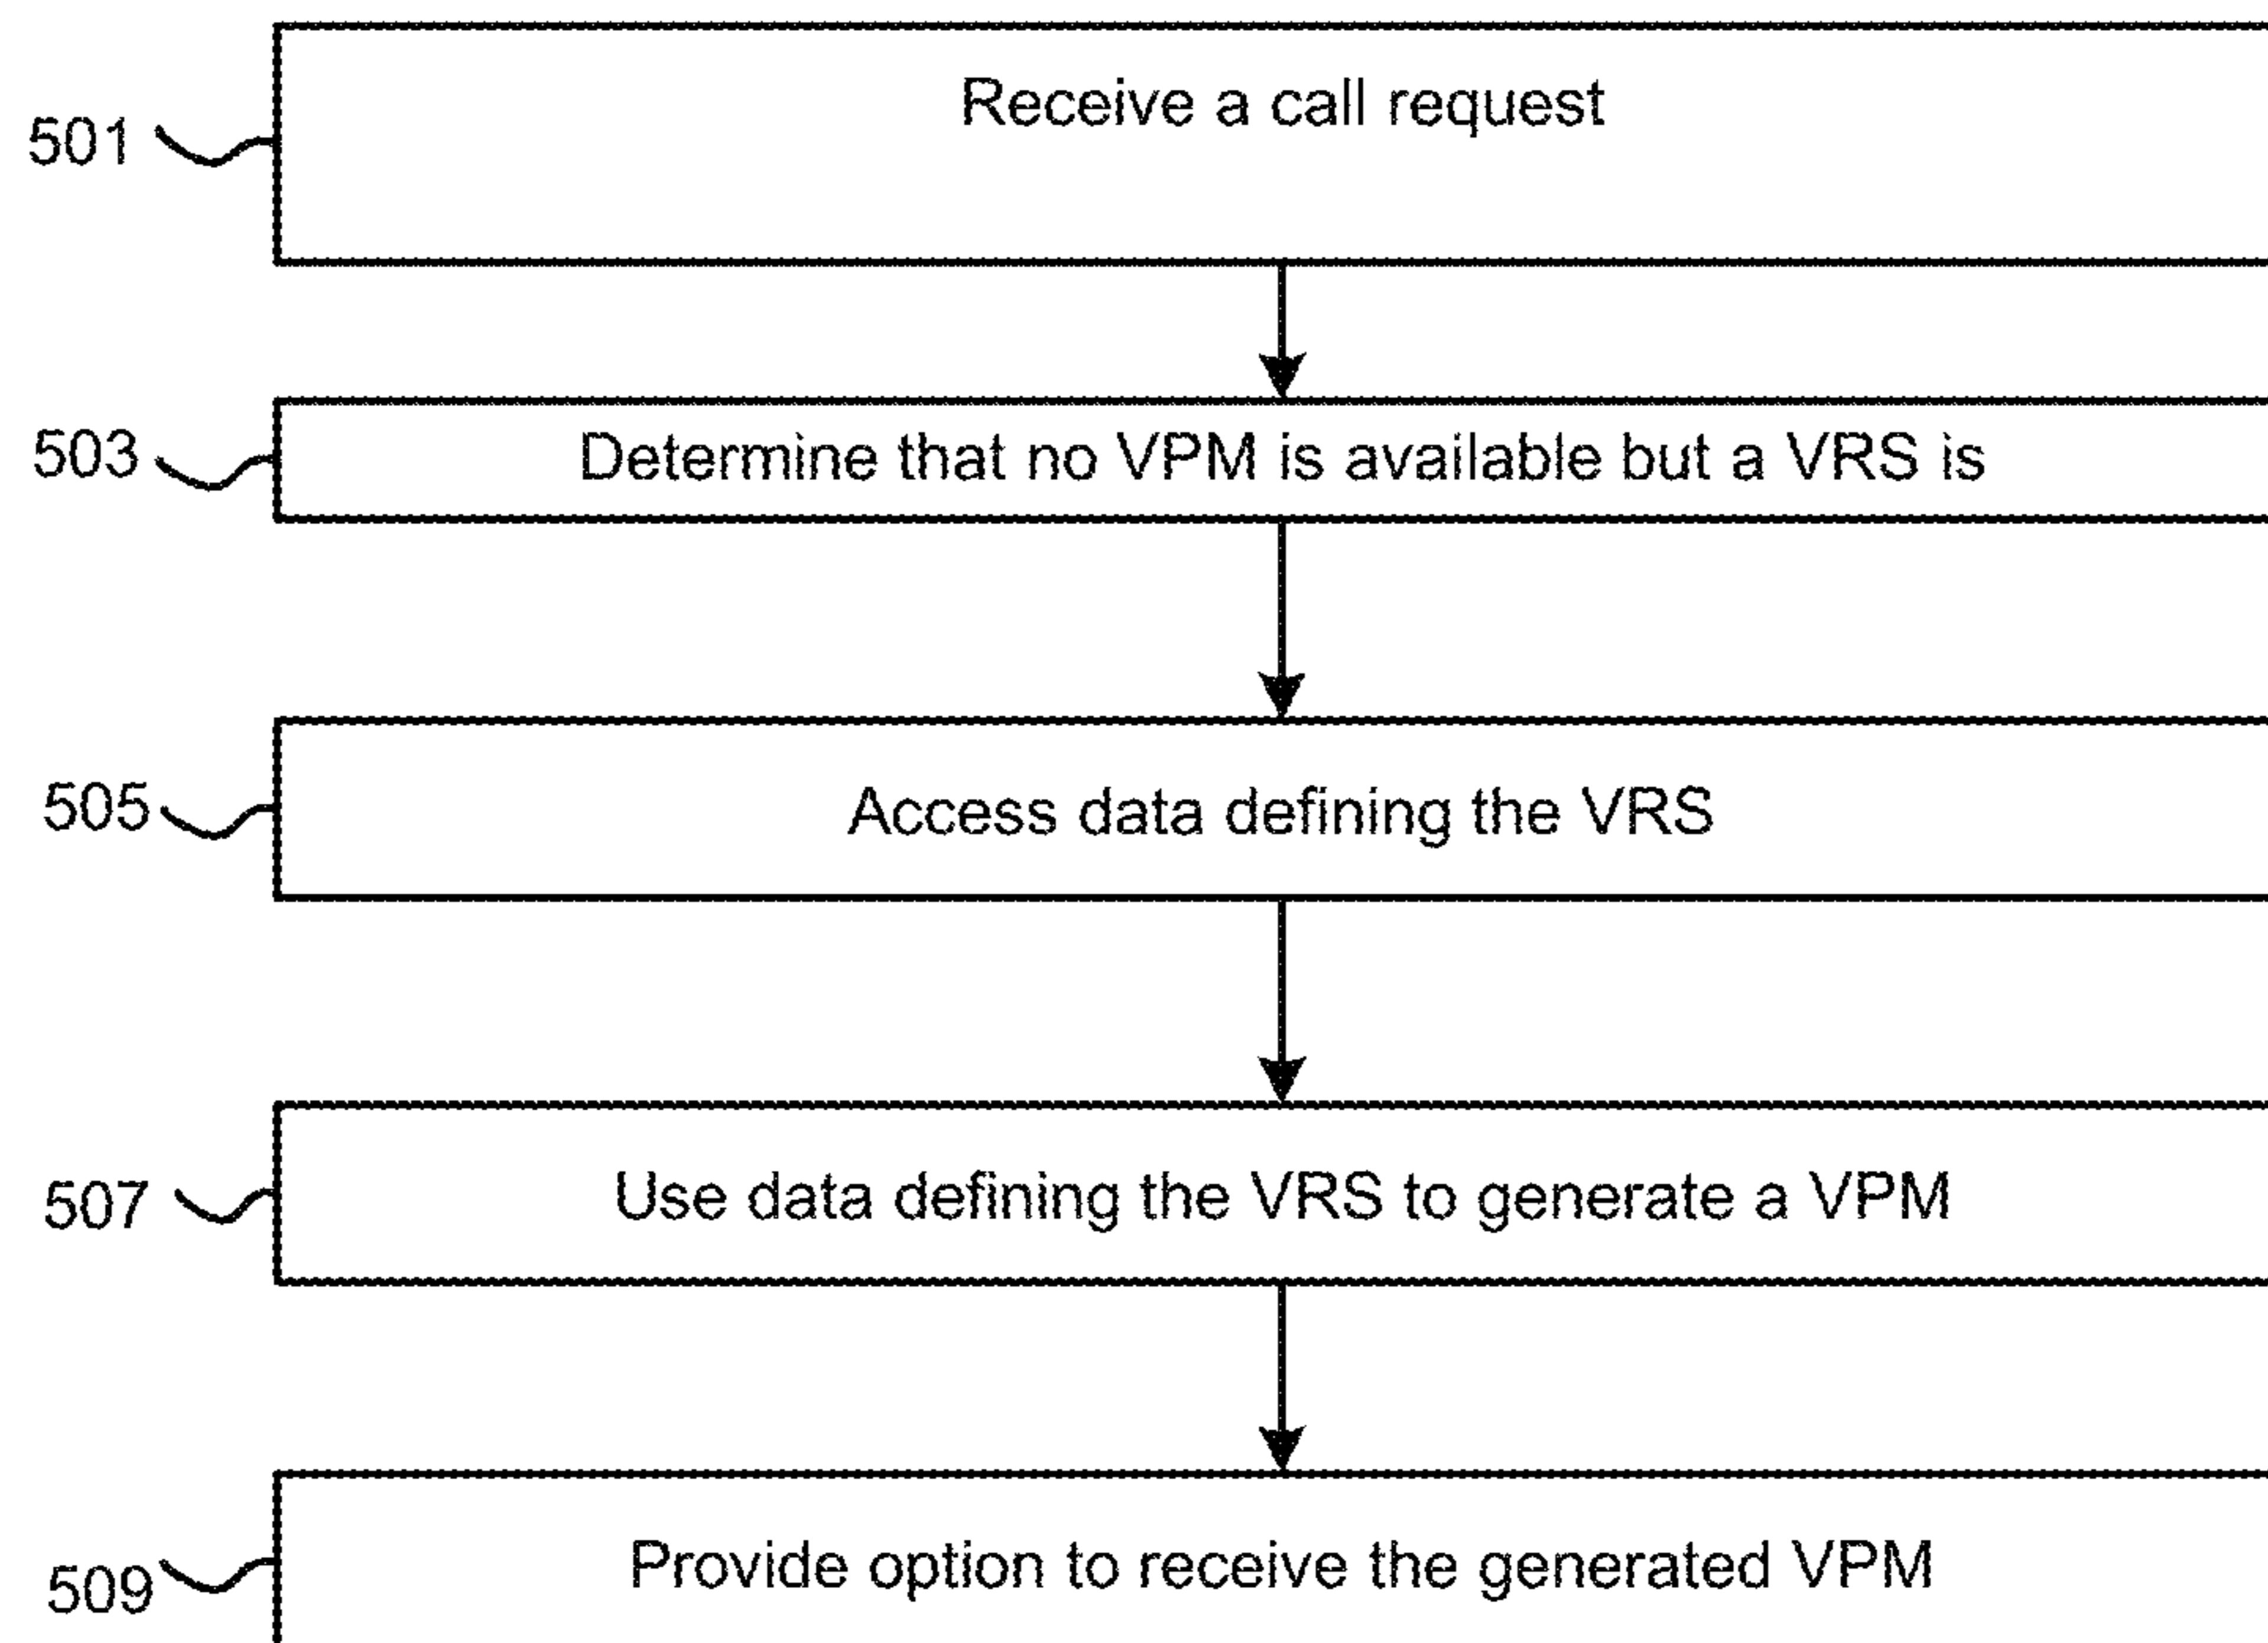 501
Receive a call request
503
Determine that no VPM is available but a VRS is
505
Access data defining the VRS
507
Use data defining the VRS to generate a VPM
509
Provide option to receive the generated VPM